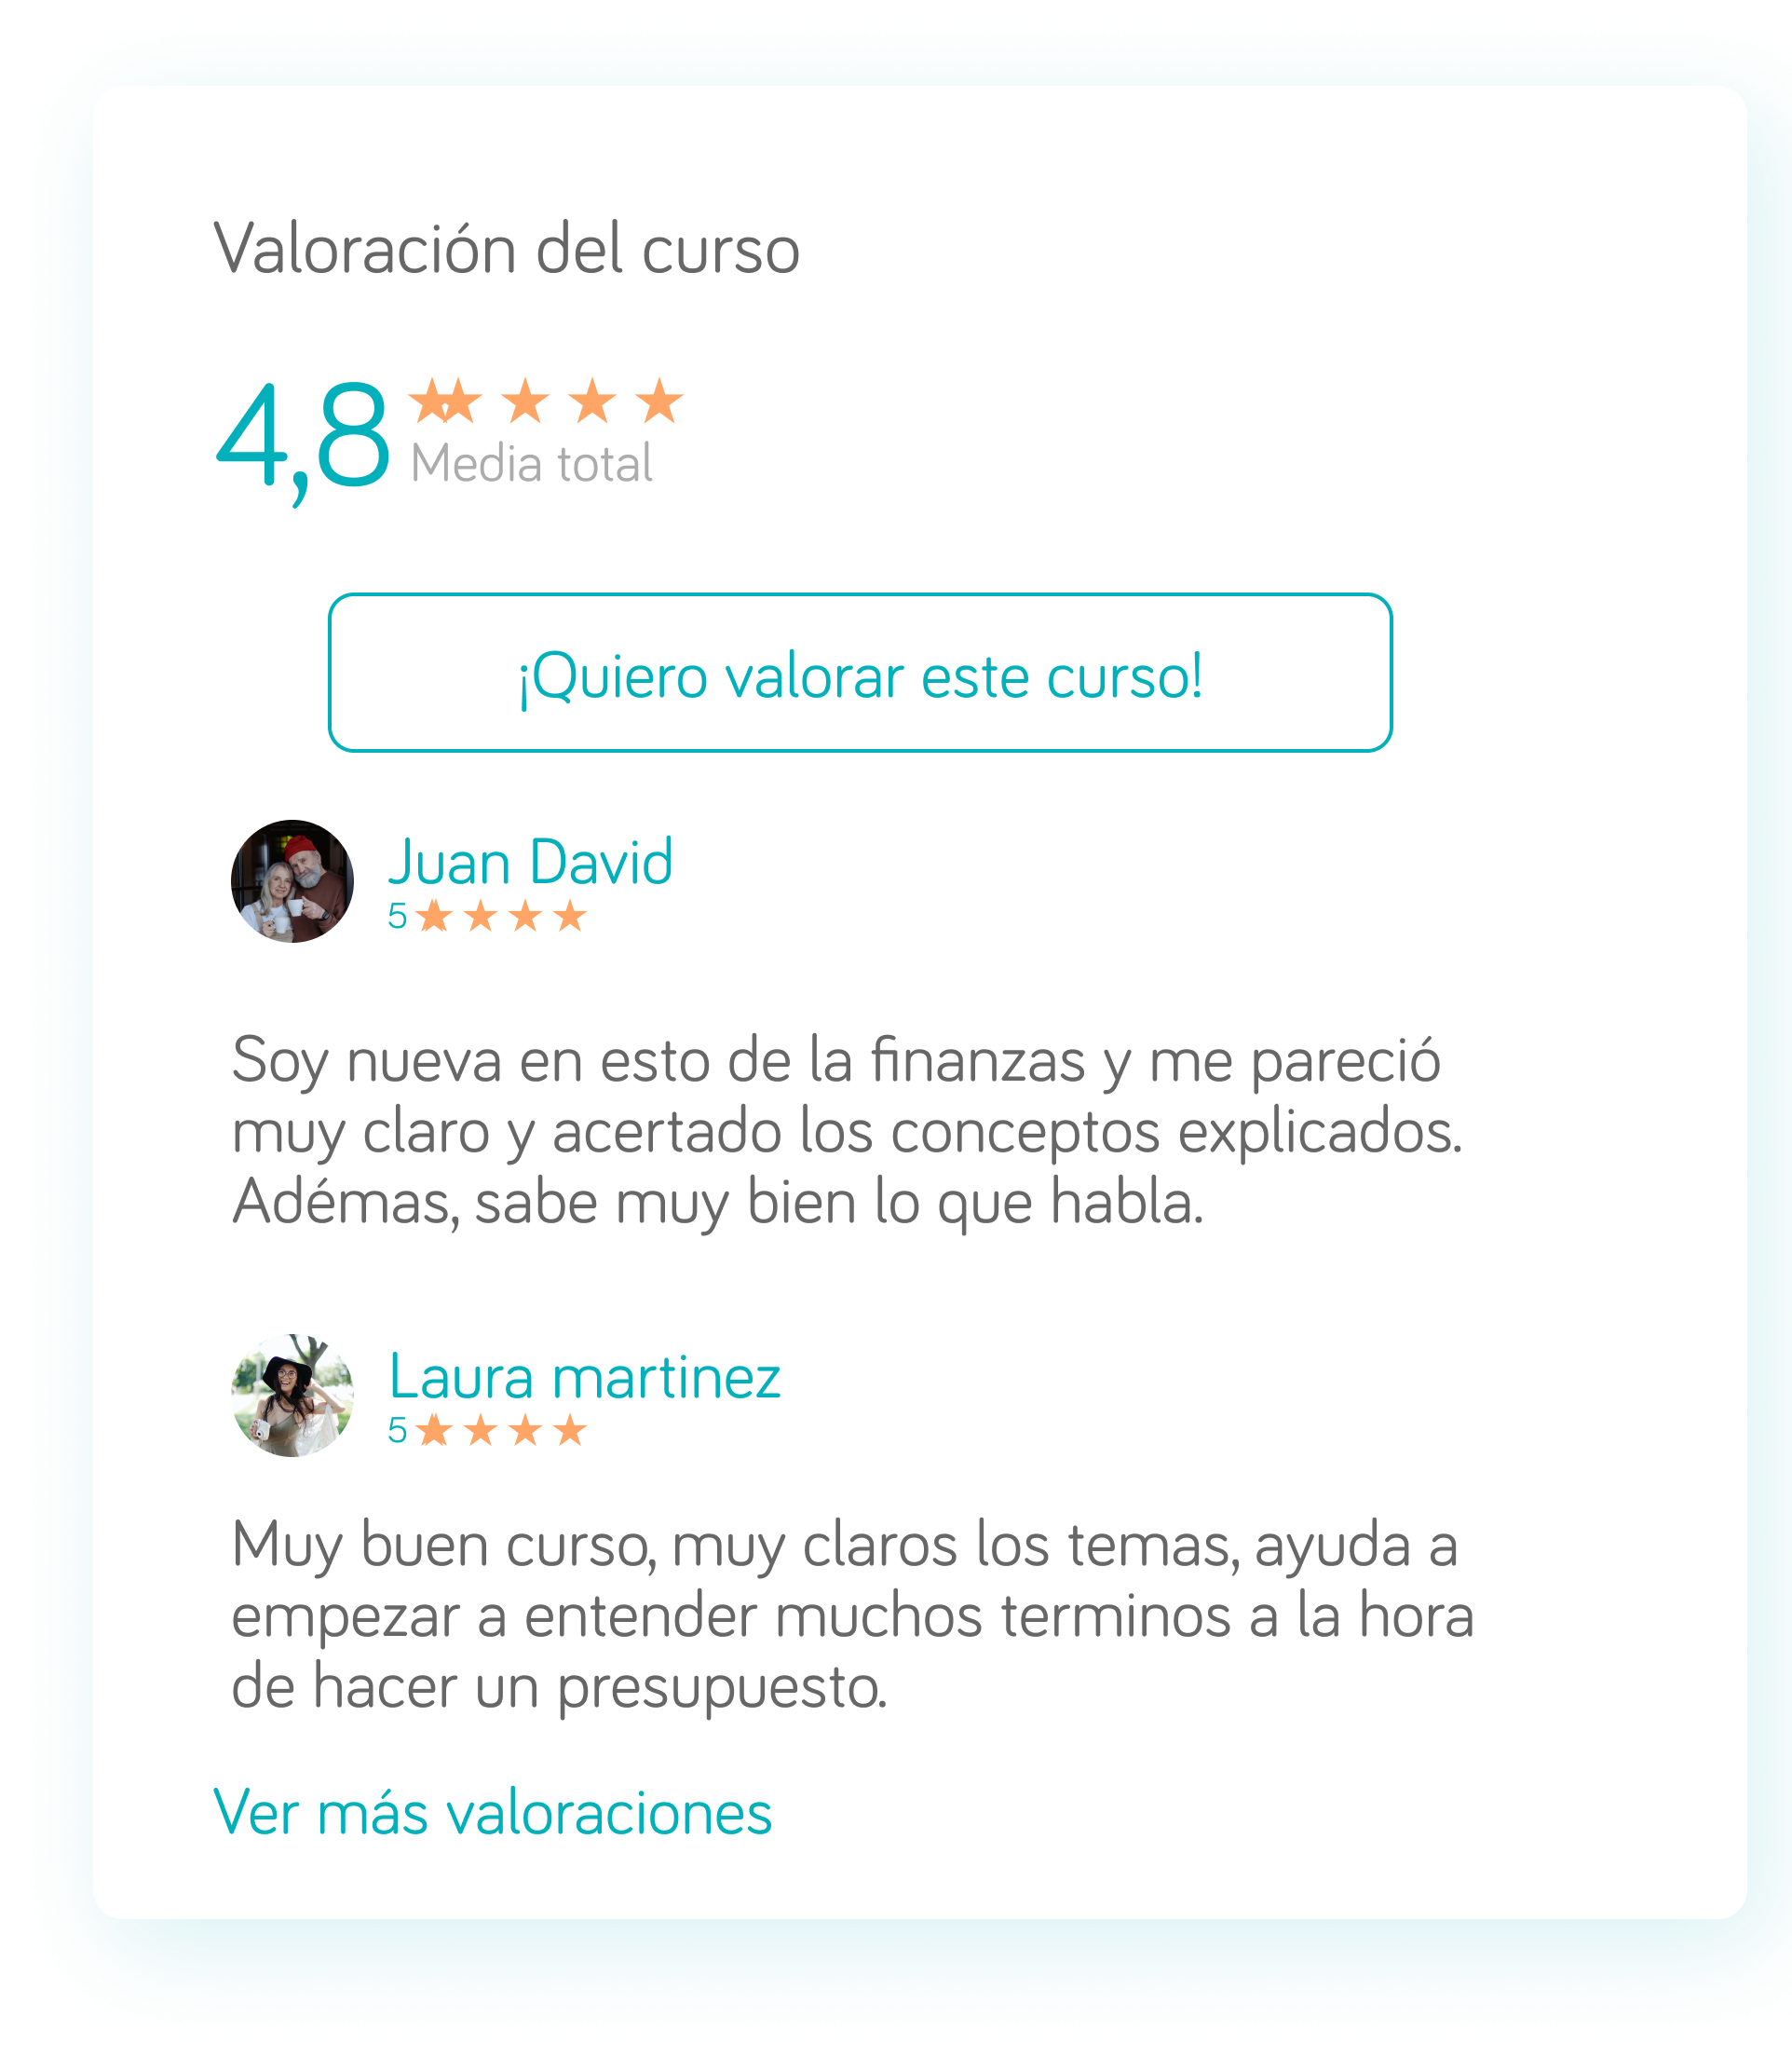 Valoración del curso
4,8
Media total
¡Quiero valorar este curso!
Juan David
5
Soy nueva en esto de la finanzas y me pareció
muy claro y acertado los conceptos explicados.
Adémas, sabe muy bien lo que habla.
Laura martinez
5
Muy buen curso, muy claros los temas, ayuda a
empezar a entender muchos terminos a la hora
de hacer un presupuesto.
Ver más valoraciones